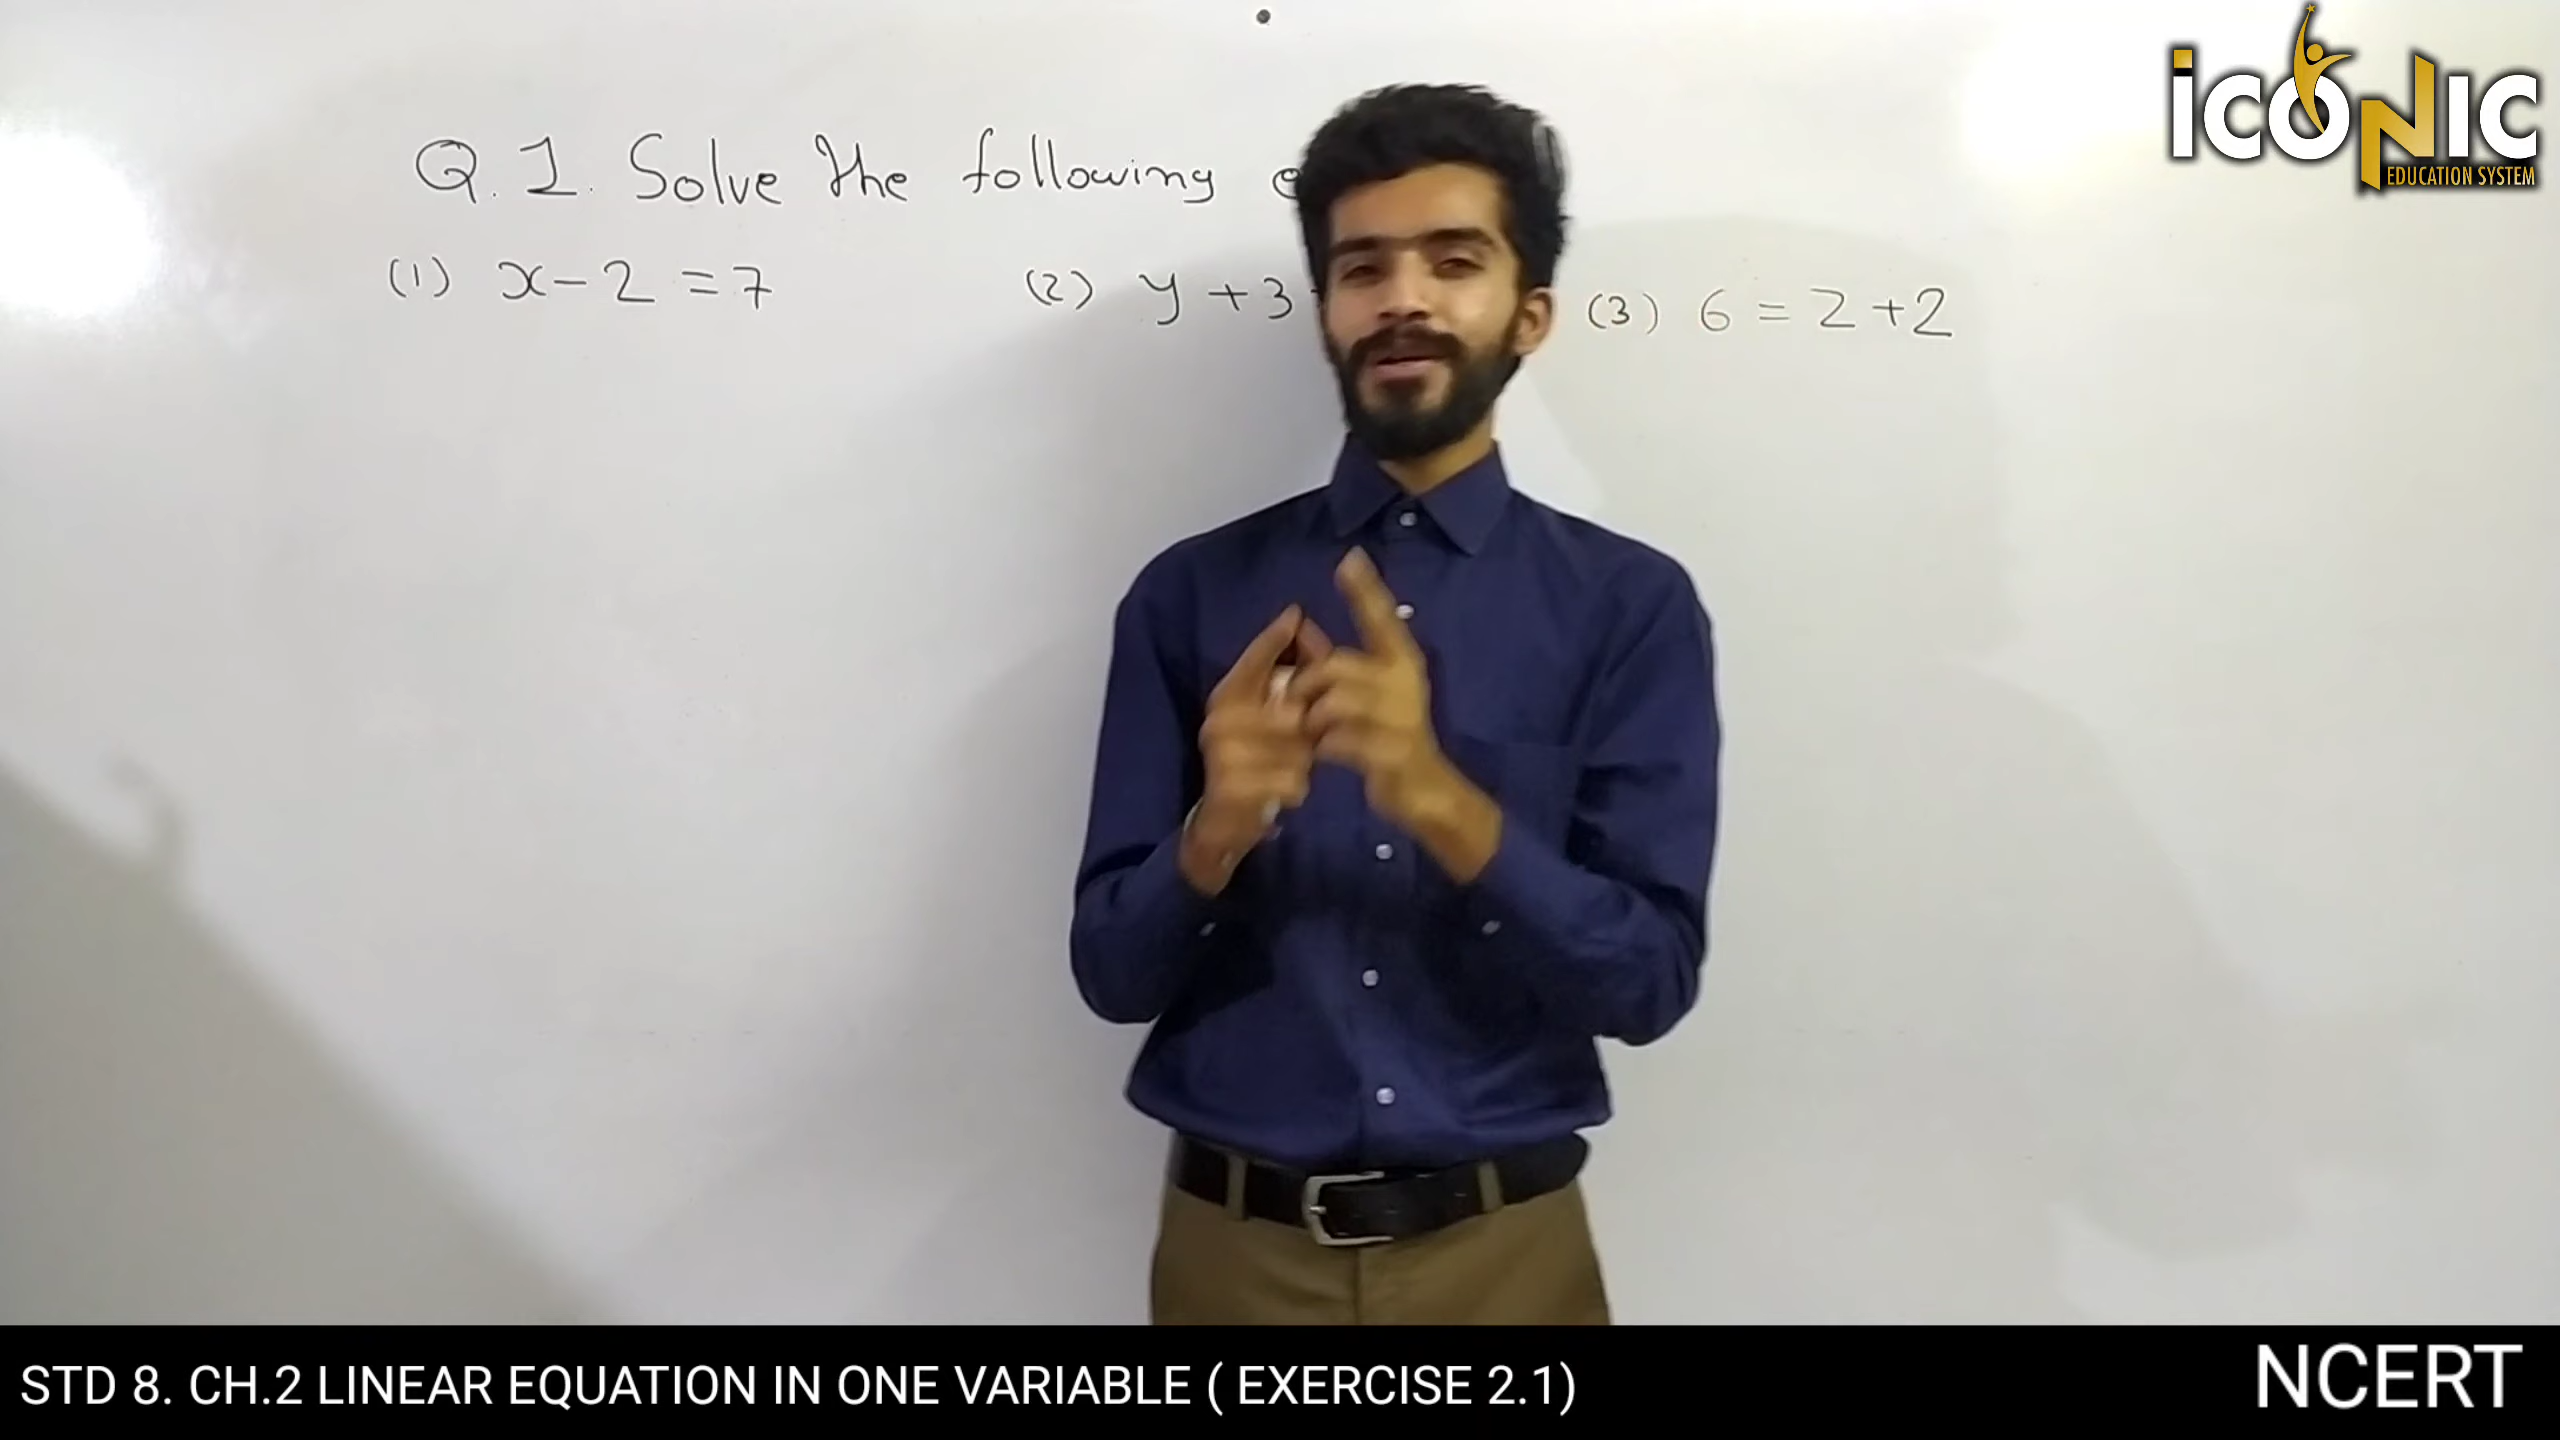 iCONIC
EDUCATION SYSTEM
Q.1. Solve the following
(1) x-2=7 (2) y+3 (3) 6=z+2
STD 8. CH.2 LINEAR EQUATION IN ONE VARIABLE ( EXERCISE 2.1)
NCERT